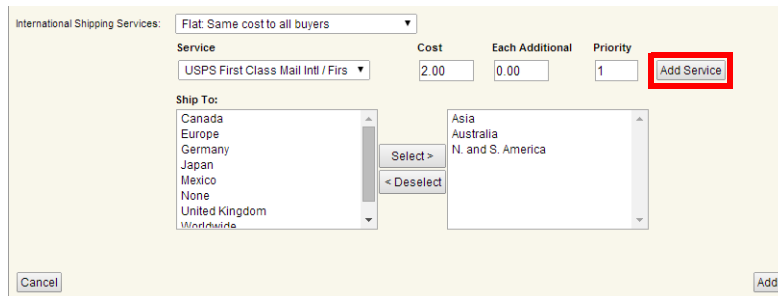 International Shipping Services: Flat: Same cost to all buyers
Service Cost Each Additional Priority
USPS First Class Mail Intl / Firs 2.00 0.00 1 Add Service
Ship To:
Canada
Europe
Germany
Japan
Mexico
None
United Kingdom
Worldwide
Select >
< Deselect
Asia
Australia
N. and S. America
Cancel Add